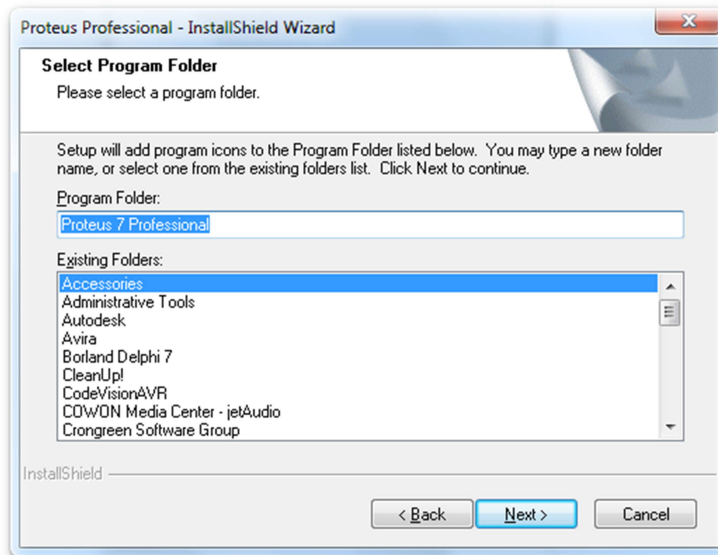 Proteus Professional - InstallShield Wizard
Select Program Folder
Please select a program folder.
Setup will add program icons to the Program Folder listed below.  You may type a new folder
name, or select one from the existing folders list.  Click Next to continue.
Program Folder:
Proteus 7 Professional
Existing Folders:
Accessories
Administrative Tools
Autodesk
Avira
Borland Delphi 7
CleanUp!
CodeVisionAVR
COWON Media Center - jetAudio
Crongreen Software Group
InstallShield
< Back
Next >
Cancel